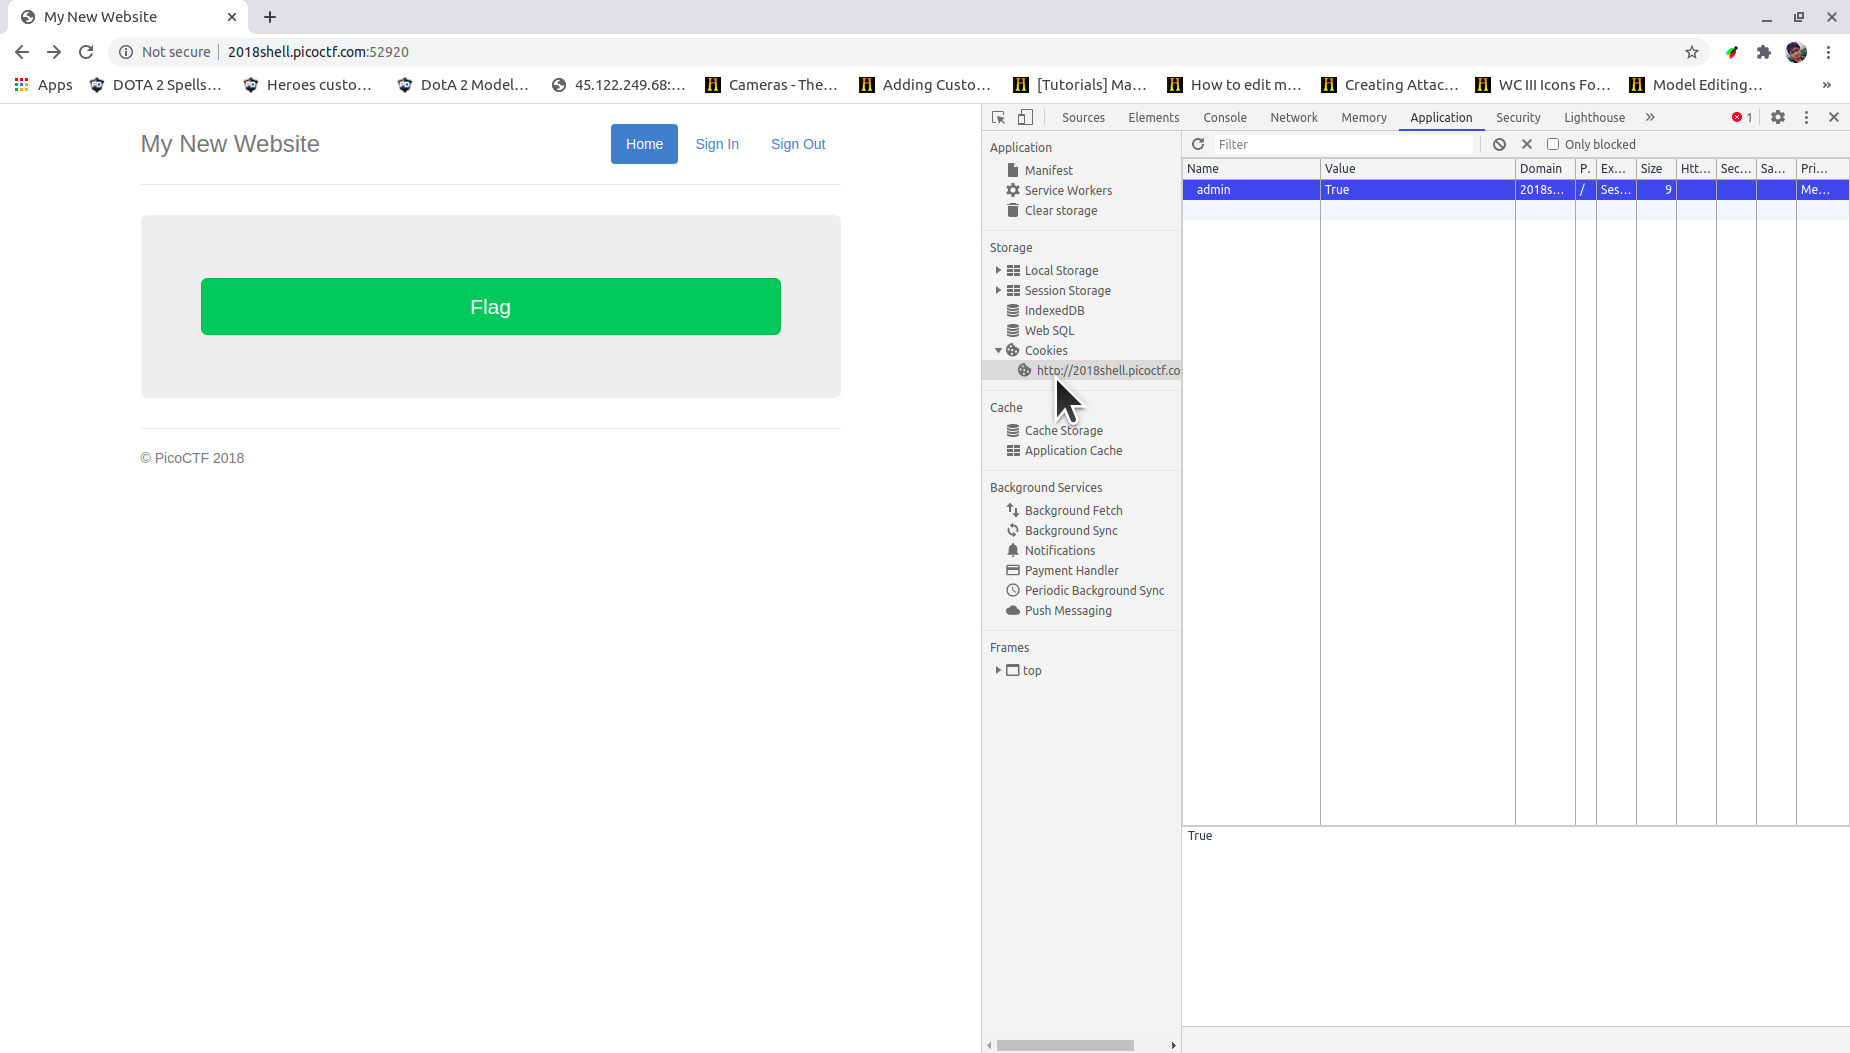 My New Website
Not secure 2018shell.picoctf.com:52920
Apps DOTA 2 Spells... Heroes custo... DotA 2 Model... 45.122.249.68:... Cameras - The... Adding Custo... [Tutorials] Ma... How to edit m... Creating Attac... WC III Icons Fo... Model Editing... »
My New Website Home Sign In Sign Out
Flag
© PicoCTF 2018
Sources Elements Console Network Memory Application Security Lighthouse » 1
Application
Manifest
Service Workers
Clear storage
Storage
Local Storage
Session Storage
IndexedDB
Web SQL
Cookies
http://2018shell.picoctf.co
Cache
Cache Storage
Application Cache
Background Services
Background Fetch
Background Sync
Notifications
Payment Handler
Periodic Background Sync
Push Messaging
Frames
top
Filter Only blocked
Name Value Domain P. Ex... Size Htt... Sec... Sa... Pri...
admin True 2018s... / Ses... 9 Me...
True